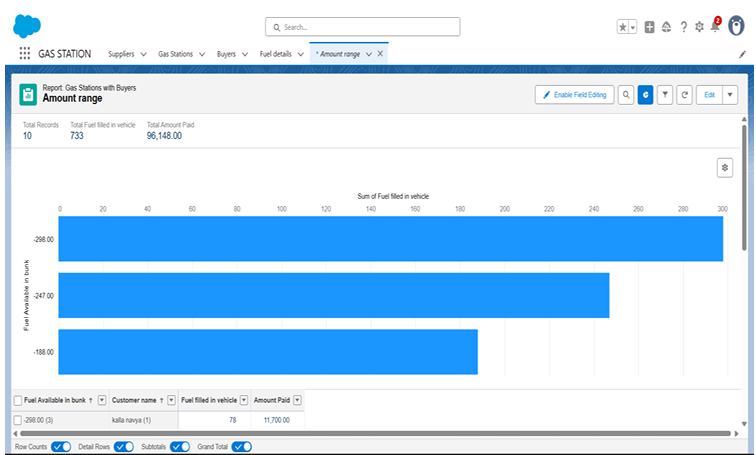 Search...
2
GAS STATION Suppliers Gas Stations Buyers Fuel details * Amount range
Report: Gas Stations with Buyers
Amount range
Enable Field Editing Edit
Total Records Total Fuel filled in vehicle Total Amount Paid
10 733 96,148.00
Sum of Fuel filled in vehicle
0 20 40 60 80 100 120 140 160 180 200 220 240 260 280 300
Fuel Available in bunk
-298.00
-247.00
-188.00
Fuel Available in bunk ↑ Customer name ↑ Fuel filled in vehicle Amount Paid
-298.00 (3) kalla navya (1) 78 11,700.00
Row Counts Detail Rows Subtotals Grand Total